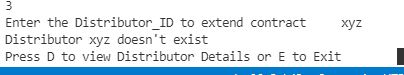 3
Enter the Distributor_ID to extend contract     xyz
Distributor xyz doesn't exist
Press D to view Distributor Details or E to Exit